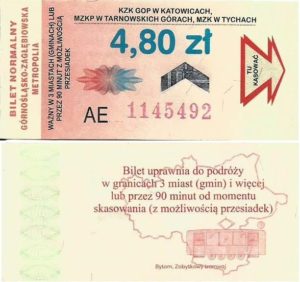 BILET NORMALNY
GÓRNOŚLĄSKO-ZAGŁĘBIOWSKA
METROPOLIA
WAŻNY W 3 MIASTACH (GMINACH) LUB
PRZEZ 90 MINUT Z MOŻLIWOŚCIĄ
PRZESIADEK
KZK GOP W KATOWICACH,
MZKP W TARNOWSKICH GÓRACH, MZK W TYCHACH
4,80 zł
TU
KASOWAĆ
AE 1145492
Bilet uprawnia do podróży
w granicach 3 miast (gmin) i więcej
lub przez 90 minut od momentu
skasowania (z możliwością przesiadek)
Bytom, Zabytkowy tramwaj